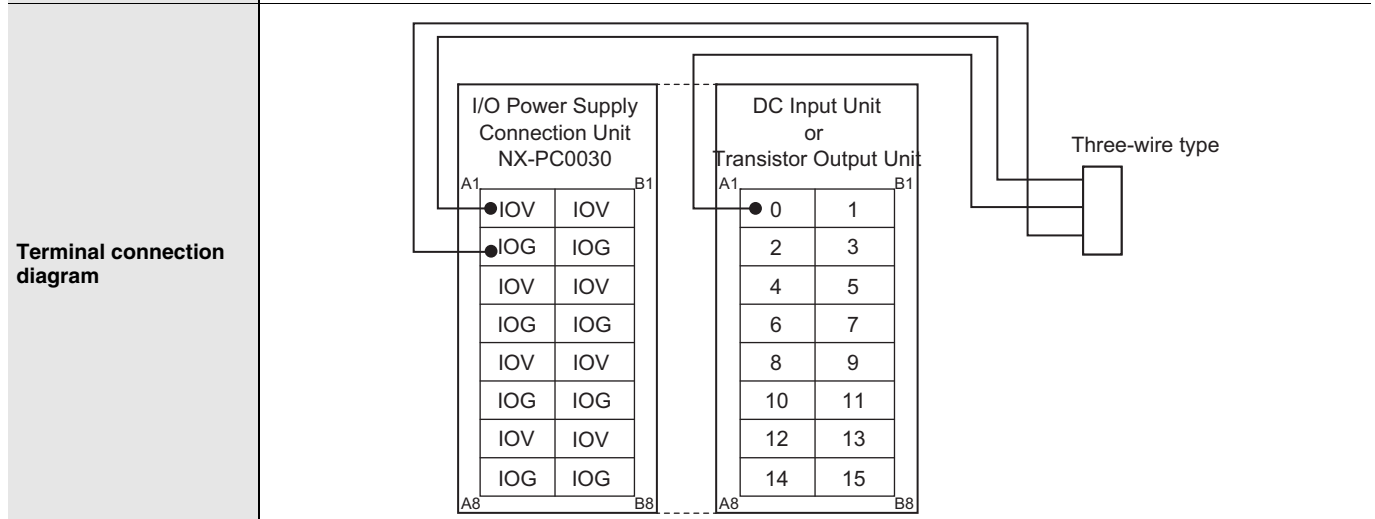 Terminal connection
diagram
I/O Power Supply
Connection Unit
NX-PC0030
A1 B1
IOV IOV
IOG IOG
IOV IOV
IOG IOG
IOV IOV
IOG IOG
IOV IOV
IOG IOG
A8 B8
DC Input Unit
or
Transistor Output Unit
A1 B1
0 1
2 3
4 5
6 7
8 9
10 11
12 13
14 15
A8 B8
Three-wire type